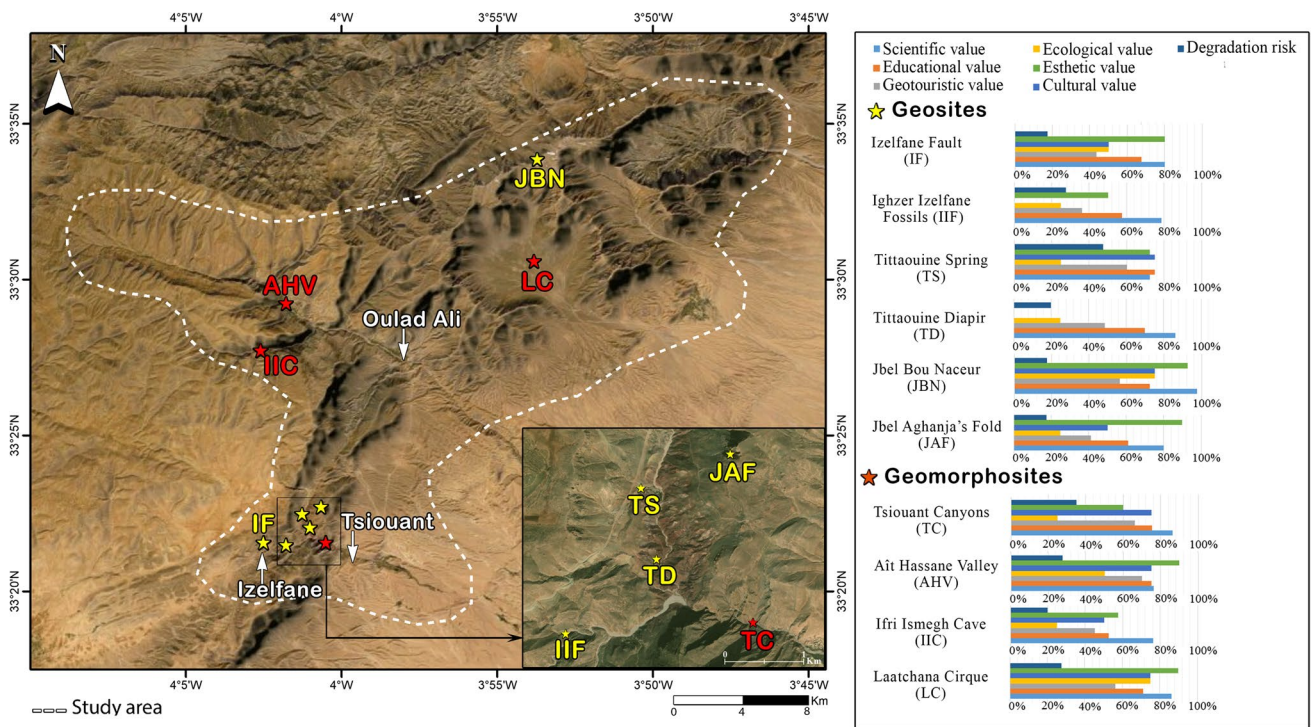 4°5'W 4°0'W 3°55'W 3°50'W 3°45'W
N
33°35'N
33°30'N
33°25'N
33°20'N
33°35'N
33°30'N
33°25'N
33°20'N
JBN
LC
AHV
Oulad Ali
IIC
IF
Tsiouant
Izelfane
JAF
TS
TD
TC
IIF
0 1
Km
4°5'W 4°0'W 3°55'W 3°50'W 3°45'W
Study area
0 4 8 Km
Scientific value Ecological value Degradation risk
Educational value Esthetic value
Geotouristic value Cultural value
Geosites
Izelfane Fault
(IF)
0% 20% 40% 60% 80% 100%
Ighzer Izelfane
Fossils (IIF)
0% 20% 40% 60% 80% 100%
Tittaouine Spring
(TS)
0% 20% 40% 60% 80% 100%
Tittaouine Diapir
(TD)
0% 20% 40% 60% 80% 100%
Jbel Bou Naceur
(JBN)
0% 20% 40% 60% 80% 100%
Jbel Aghanja's Fold
(JAF)
0% 20% 40% 60% 80% 100%
Geomorphosites
Tsiouant Canyons
(TC)
0% 20% 40% 60% 80% 100%
Aît Hassane Valley
(AHV)
0% 20% 40% 60% 80% 100%
Ifri Ismegh Cave
(IIC)
0% 20% 40% 60% 80% 100%
Laatchana Cirque
(LC)
0% 20% 40% 60% 80% 100%